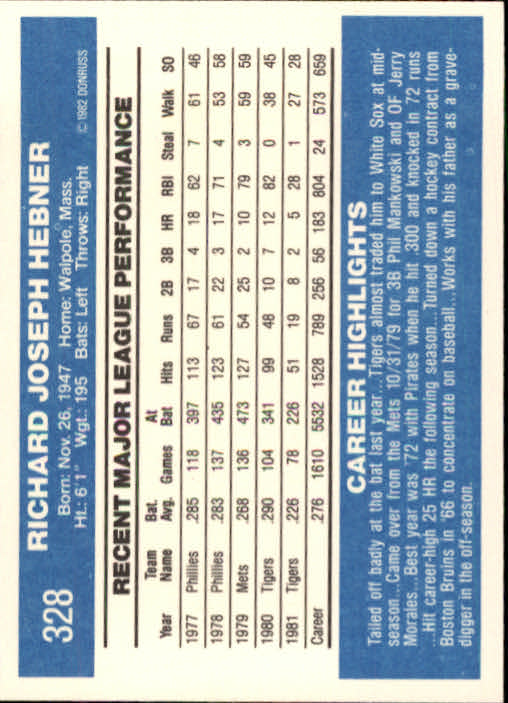 328
RICHARD JOSEPH HEBNER
Born: Nov. 26, 1947 Home: Walpole, Mass.
Ht.: 6'1" Wgt.: 195 Bats: Left Throws: Right
© 1982 DONRUSS
RECENT MAJOR LEAGUE PERFORMANCE
Team Bat. At
Year Name Avg. Games Bat Hits Runs 2B 3B HR RBI Steal Walk SO
1977 Phillies .285 118 397 113 67 17 4 18 62 7 61 46
1978 Phillies .283 137 435 123 61 22 3 17 71 4 53 58
1979 Mets .268 136 473 127 54 25 2 10 79 3 59 59
1980 Tigers .290 104 341 99 48 10 7 12 82 0 38 45
1981 Tigers .226 78 226 51 19 8 2 5 28 1 27 28
Career .276 1610 5532 1528 789 256 56 183 804 24 573 659
CAREER HIGHLIGHTS
Tailed off badly at the bat last year...Tigers almost traded him to White Sox at mid-
season...Came over from the Mets 10/31/79 for 3B Phil Mankowski and OF Jerry
Morales...Best year was '72 with Pirates when he hit .300 and knocked in 72 runs
...Hit career-high 25 HR the following season...Turned down a hockey contract from
Boston Bruins in '66 to concentrate on baseball...Works with his father as a grave-
digger in the off-season.